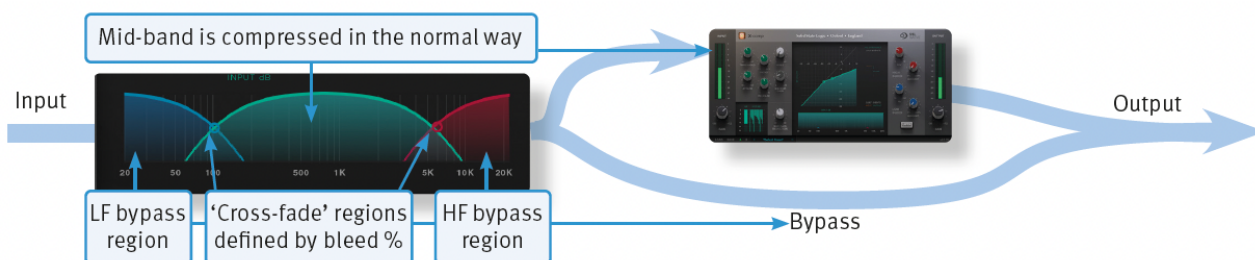 Mid-band is compressed in the normal way
INPUT dB
Input
Output
20 50 100 500 1K 5K 10K 20K
LF bypass
region
‘Cross-fade’ regions
defined by bleed %
HF bypass
region
Bypass